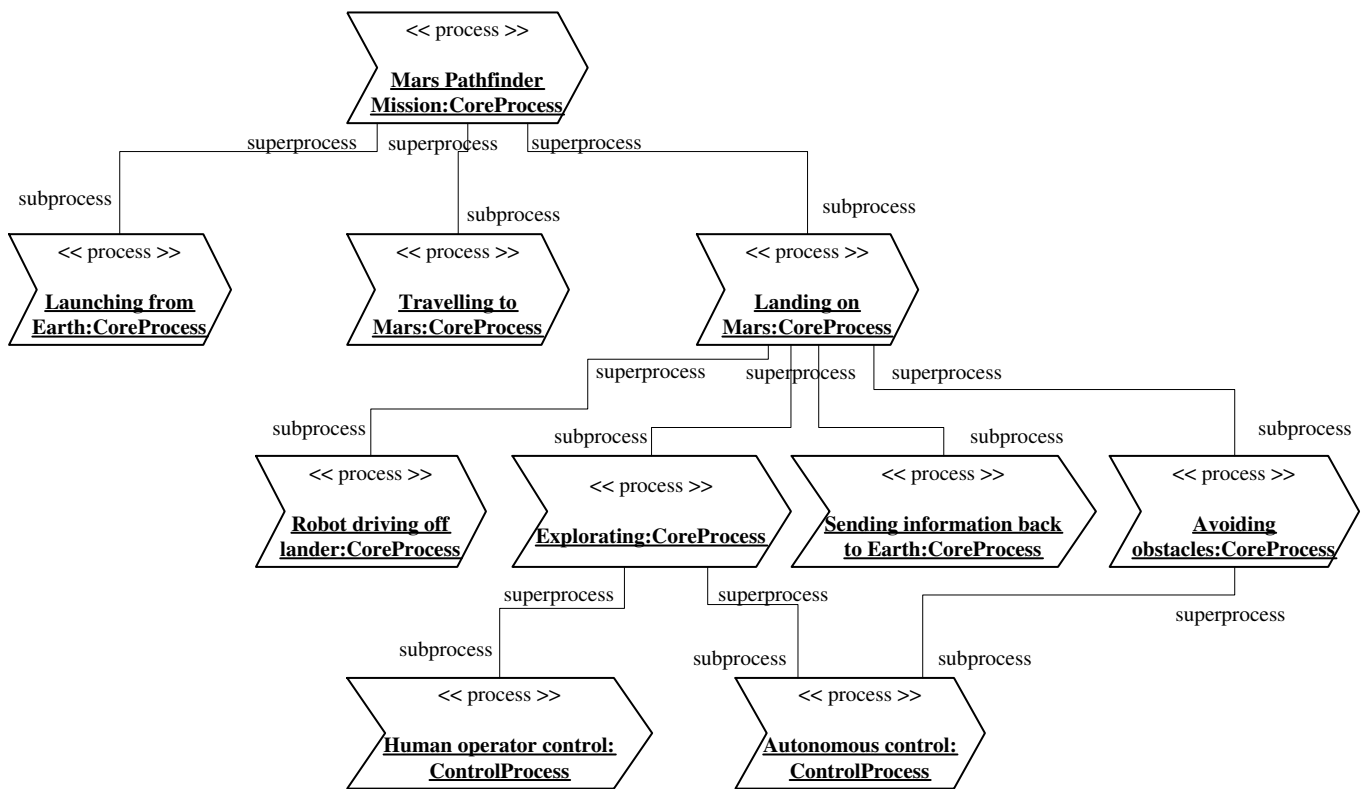 << process >>
Mars Pathfinder
Mission:CoreProcess
superprocess
superprocess
superprocess
subprocess
subprocess
subprocess
<< process >>
Launching from
Earth:CoreProcess
<< process >>
Travelling to
Mars:CoreProcess
<< process >>
Landing on
Mars:CoreProcess
superprocess
superprocess
superprocess
subprocess
subprocess
subprocess
subprocess
<< process >>
Robot driving off
lander:CoreProcess
<< process >>
Explorating:CoreProcess
<< process >>
Sending information back
to Earth:CoreProcess
<< process >>
Avoiding
obstacles:CoreProcess
superprocess
superprocess
superprocess
subprocess
subprocess
subprocess
<< process >>
Human operator control:
ControlProcess
<< process >>
Autonomous control:
ControlProcess